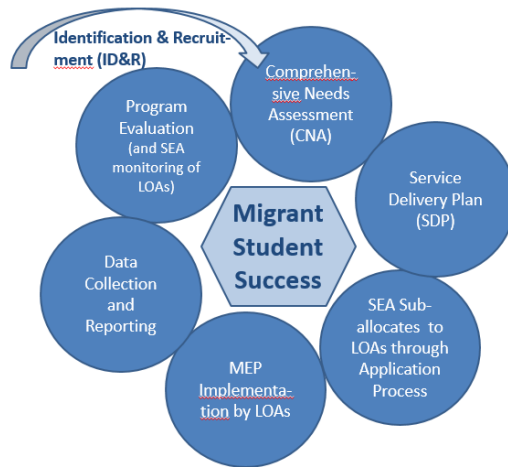 Identification & Recruit-
ment (ID&R)
Comprehen-
sive Needs
Assessment
(CNA)
Program
Evaluation
(and SEA
monitoring of
LOAs)
Service
Delivery Plan
(SDP)
Migrant
Student
Success
Data
Collection
and
Reporting
SEA Sub-
allocates to
LOAs through
Application
Process
MEP
Implementa-
tion by LOAs